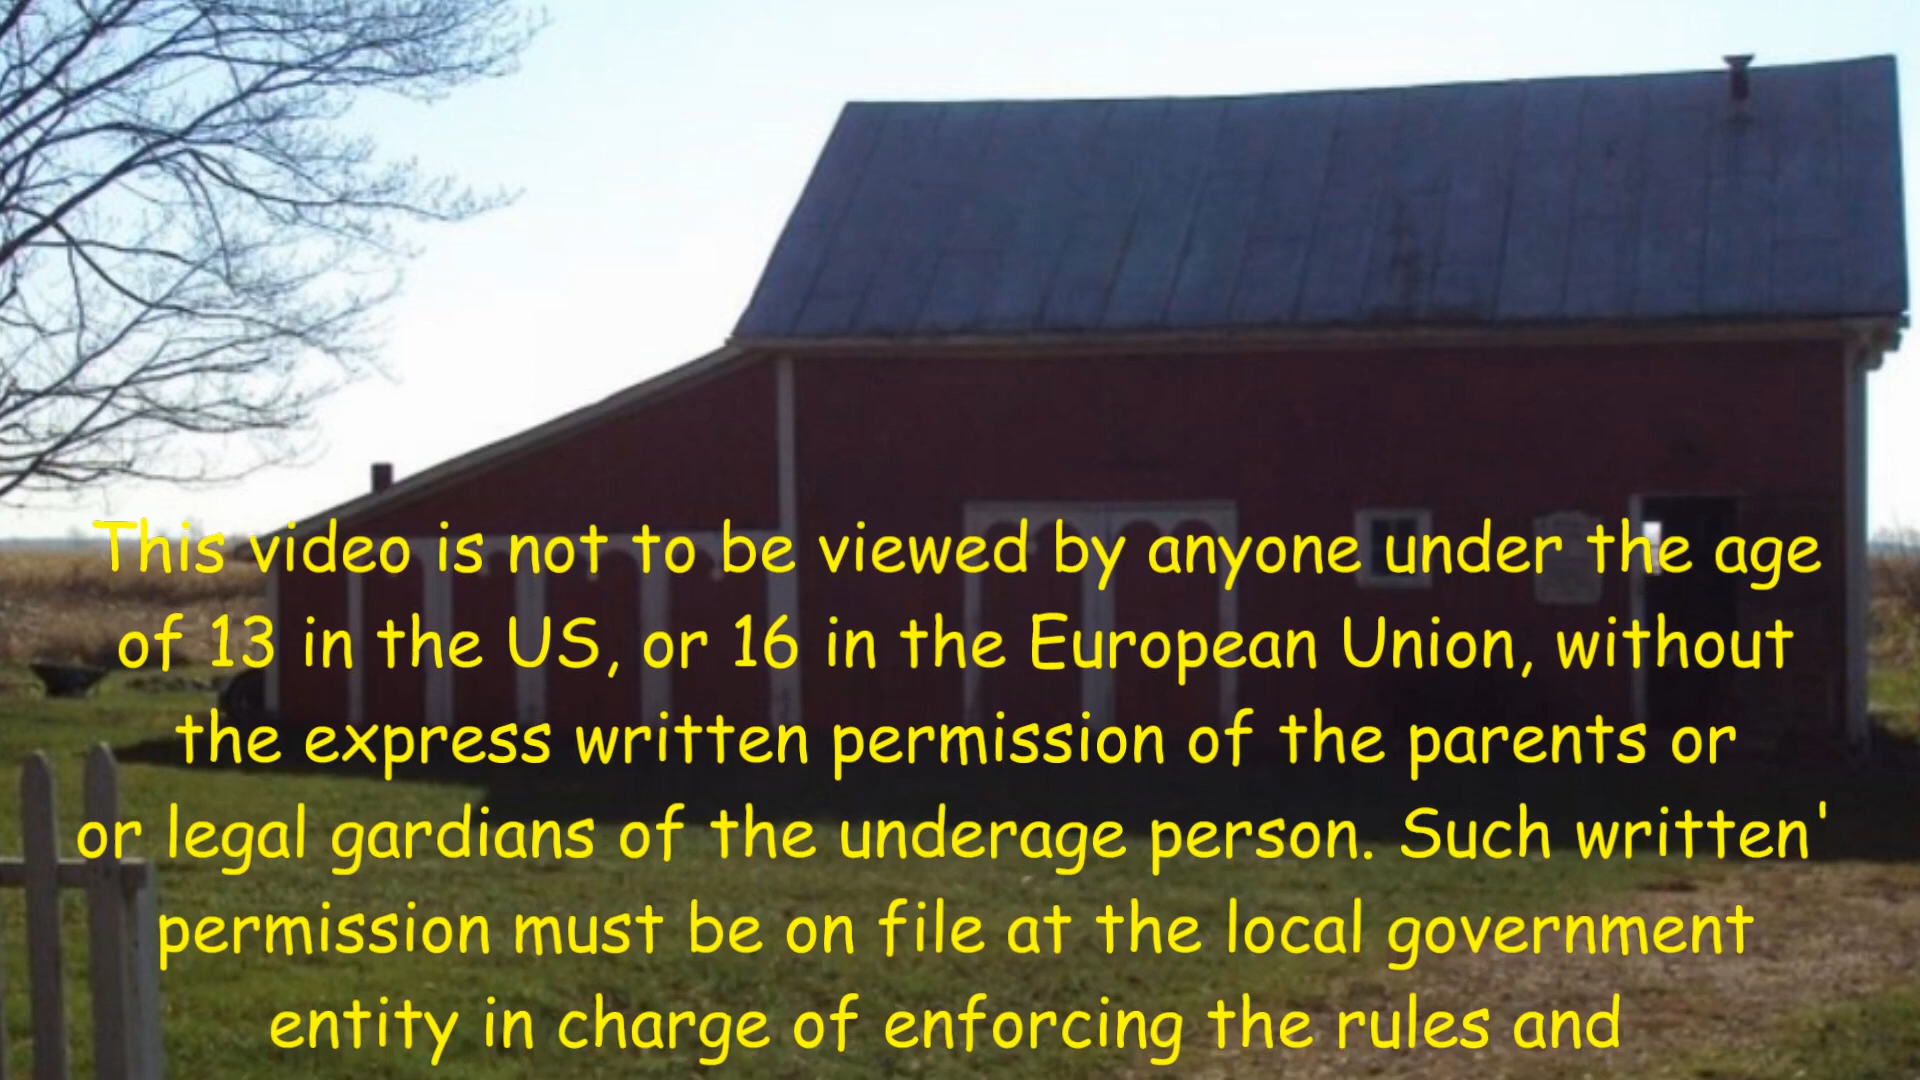 This video is not to be viewed by anyone under the age
of 13 in the US, or 16 in the European Union, without
the express written permission of the parents or
or legal gardians of the underage person. Such written'
permission must be on file at the local government
entity in charge of enforcing the rules and